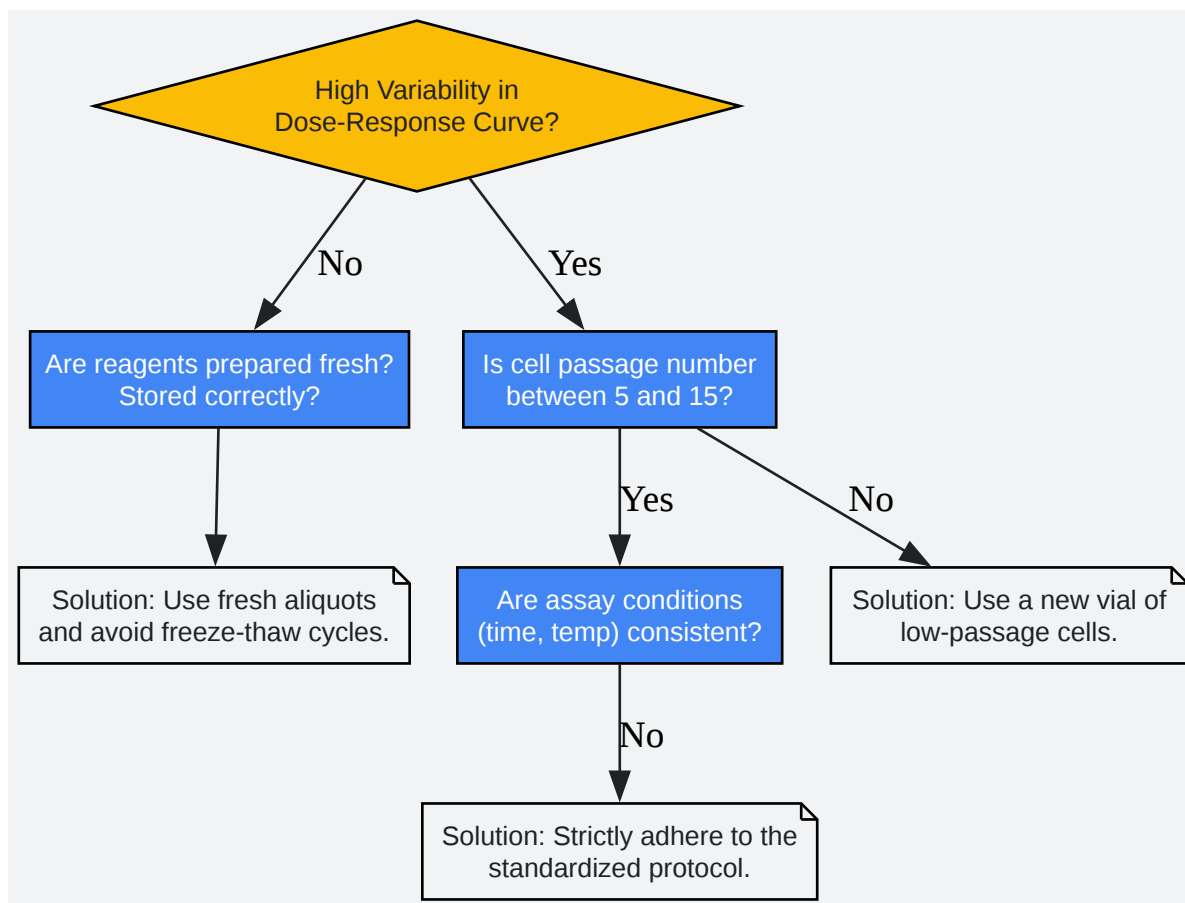 High Variability in
Dose-Response Curve?
No
Yes
Are reagents prepared fresh?
Stored correctly?
Is cell passage number
between 5 and 15?
Yes
No
Solution: Use fresh aliquots
and avoid freeze-thaw cycles.
Are assay conditions
(time, temp) consistent?
Solution: Use a new vial of
low-passage cells.
No
Solution: Strictly adhere to the
standardized protocol.